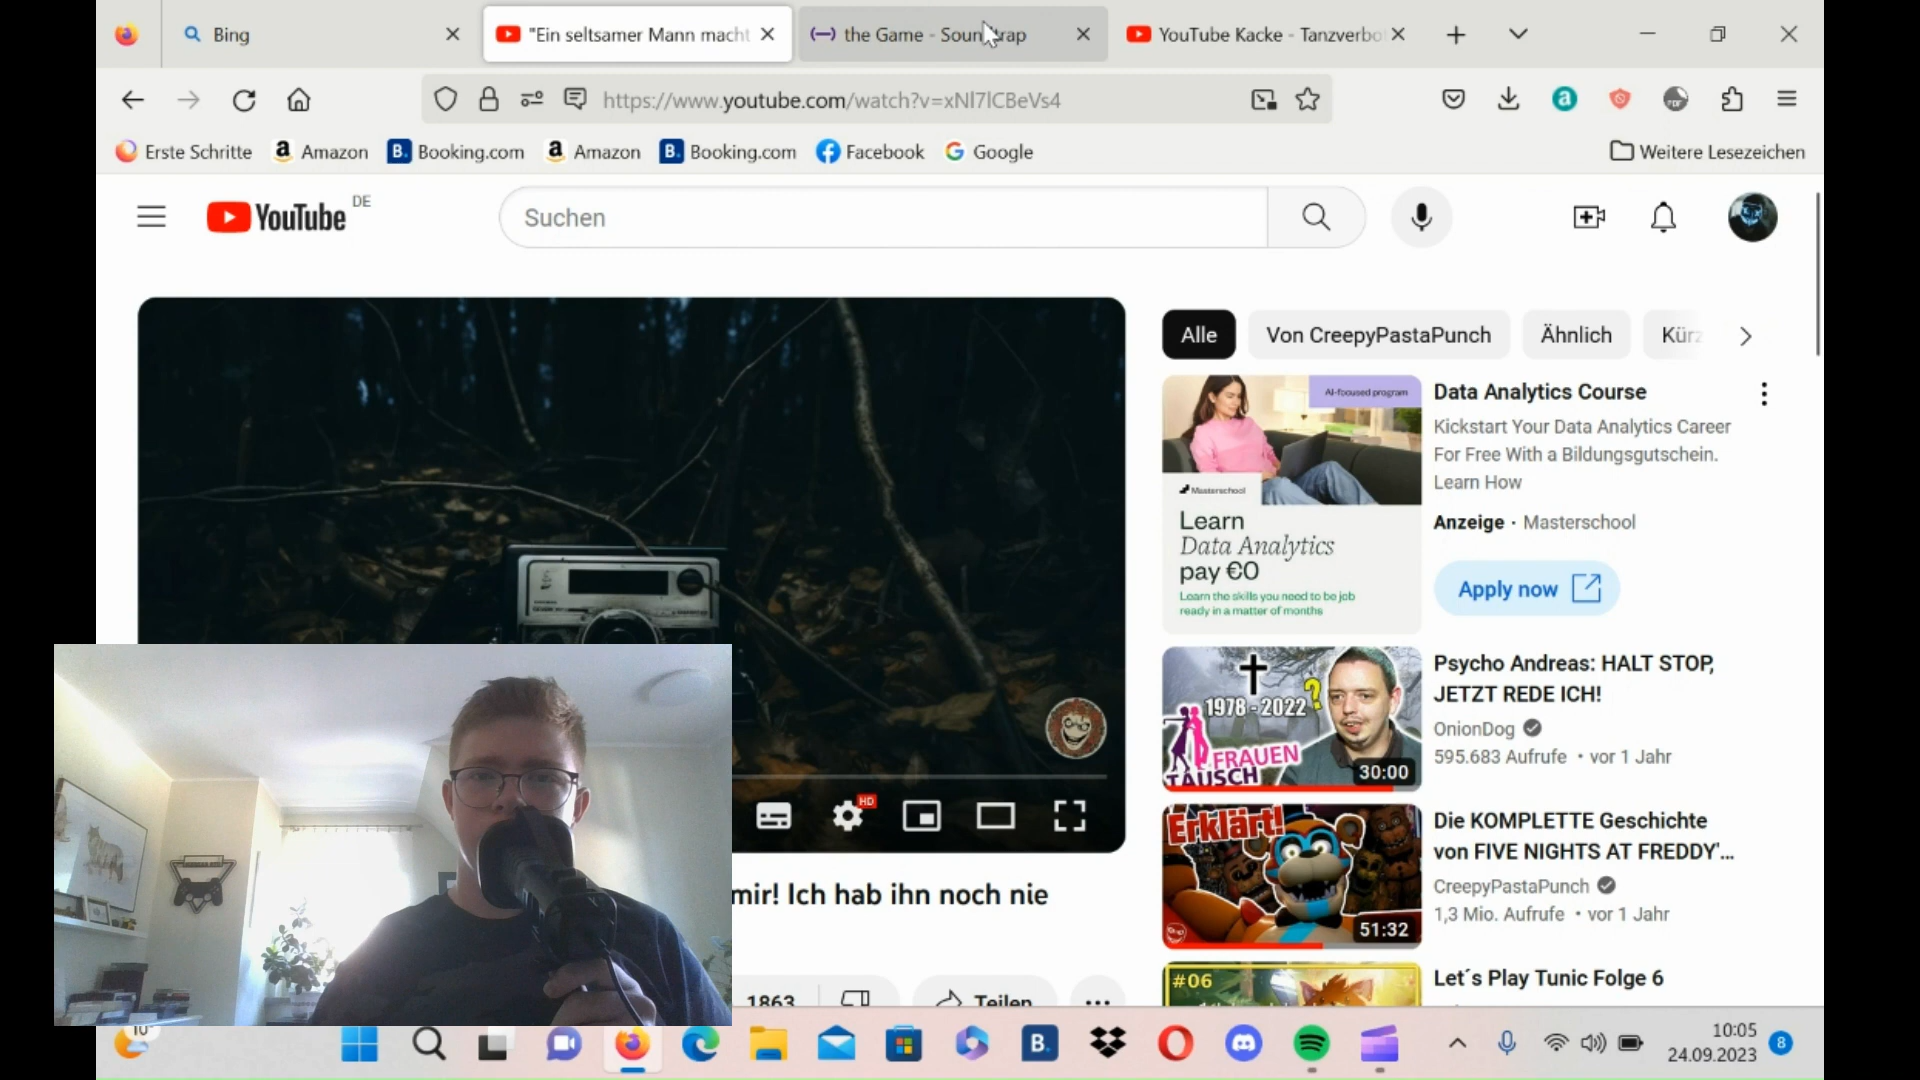 Bing
"Ein seltsamer Mann macht
the Game - Soundtrap
YouTube Kacke - Tanzverbo
https://www.youtube.com/watch?v=xNl7lCBeVs4
Erste Schritte
Amazon
Booking.com
Amazon
Booking.com
Facebook
Google
Weitere Lesezeichen
YouTube DE
Suchen
Alle
Von CreepyPastaPunch
Ähnlich
Kürz
AI-focused program
Masterschool
Learn
Data Analytics
pay €0
Learn the skills you need to be job
ready in a matter of months
Data Analytics Course
Kickstart Your Data Analytics Career
For Free With a Bildungsgutschein.
Learn How
Anzeige · Masterschool
Apply now
1978 - 2022
?
FRAUEN
TAUSCH
30:00
Psycho Andreas: HALT STOP,
JETZT REDE ICH!
OnionDog
595.683 Aufrufe • vor 1 Jahr
Erklärt!
51:32
Die KOMPLETTE Geschichte
von FIVE NIGHTS AT FREDDY'...
CreepyPastaPunch
1,3 Mio. Aufrufe • vor 1 Jahr
#06
Let´s Play Tunic Folge 6
HD
mir! Ich hab ihn noch nie
1863
Teilen
10°
B.
10:05
24.09.2023
8